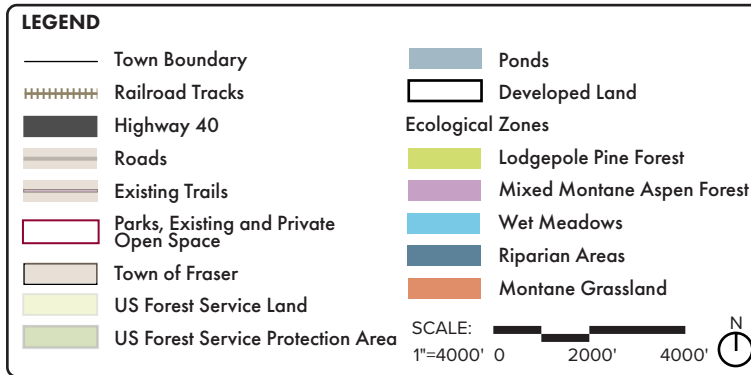 LEGEND
Town Boundary
Railroad Tracks
Highway 40
Roads
Existing Trails
Parks, Existing and Private
Open Space
Town of Fraser
US Forest Service Land
US Forest Service Protection Area
Ponds
Developed Land
Ecological Zones
Lodgepole Pine Forest
Mixed Montane Aspen Forest
Wet Meadows
Riparian Areas
Montane Grassland
SCALE:
1"=4000' 0 2000' 4000'
N